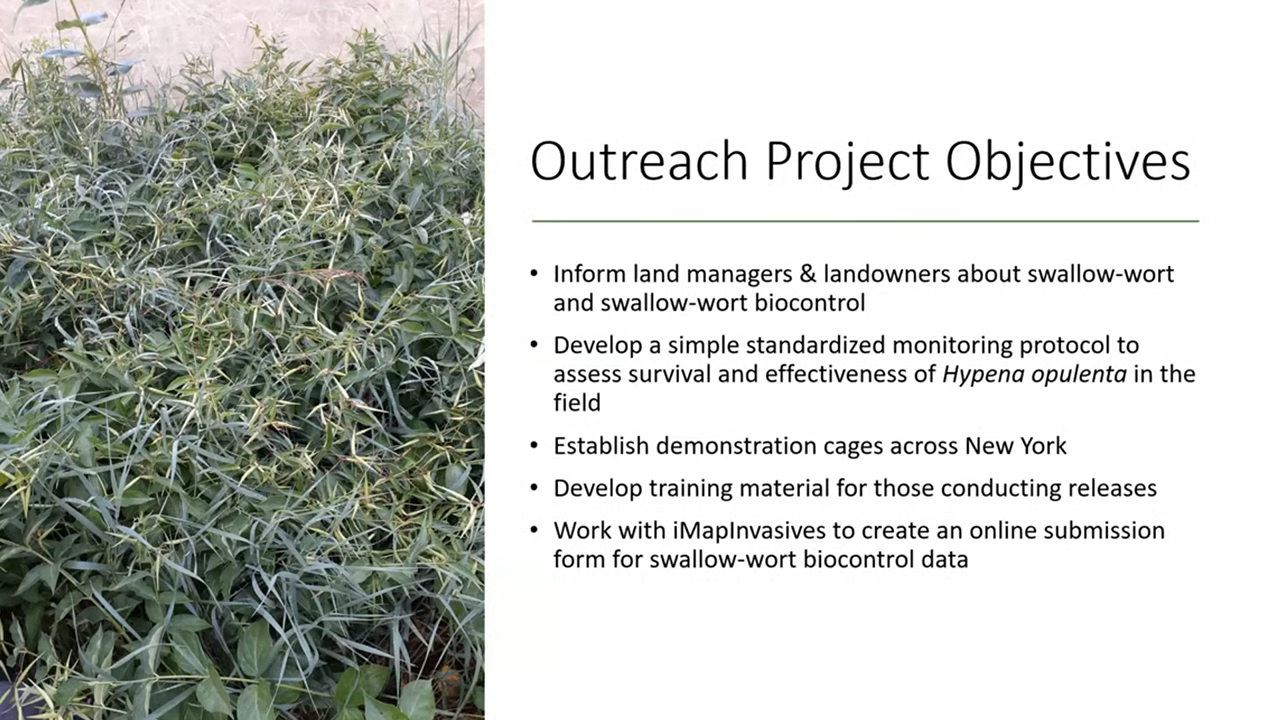 Outreach Project Objectives
• Inform land managers & landowners about swallow-wort
and swallow-wort biocontrol
• Develop a simple standardized monitoring protocol to
assess survival and effectiveness of Hypena opulenta in the
field
• Establish demonstration cages across New York
• Develop training material for those conducting releases
• Work with iMapInvasives to create an online submission
form for swallow-wort biocontrol data